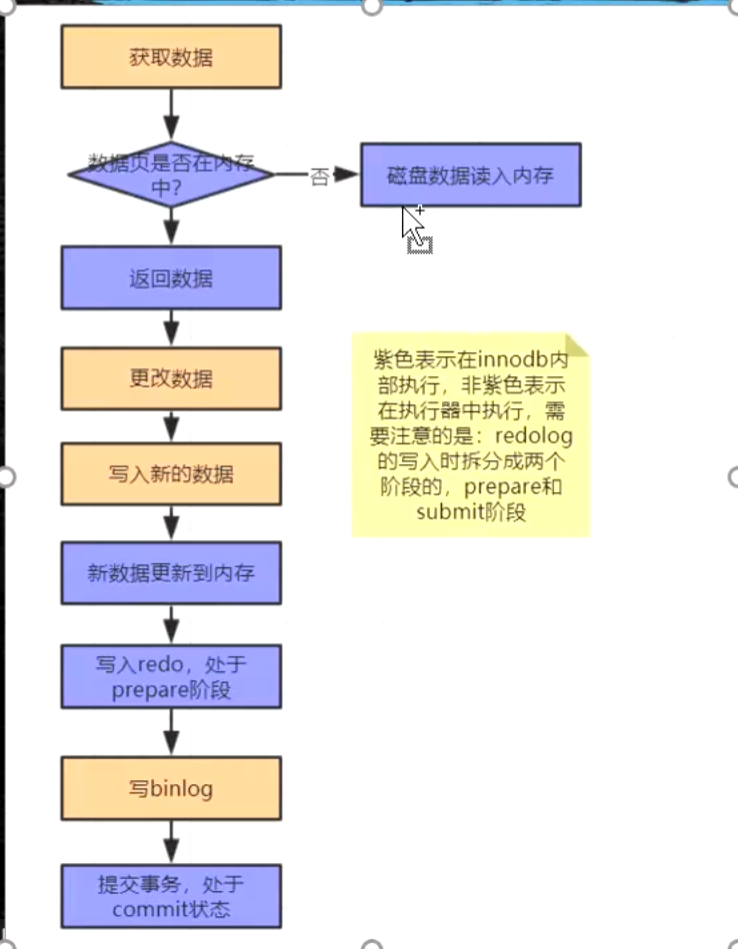 获取数据
数据页是否在内存
中？
否
磁盘数据读入内存
返回数据
更改数据
写入新的数据
新数据更新到内存
写入redo，处于
prepare阶段
写binlog
提交事务，处于
commit状态
紫色表示在innodb内
部执行，非紫色表示
在执行器中执行，需
要注意的是：redolog
的写入时拆分成两个
阶段的，prepare和
submit阶段